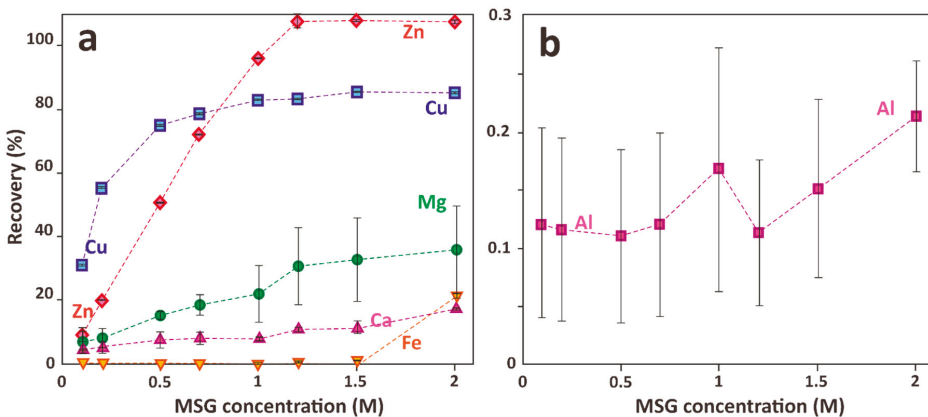 a
Recovery (%)
100
80
60
40
20
0
Zn
Cu
Mg
Cu
Zn
Ca
Fe
0
0.5
1
1.5
2
MSG concentration (M)
b
0.3
0.2
0.1
0
Al
Al
0
0.5
1
1.5
2
MSG concentration (M)